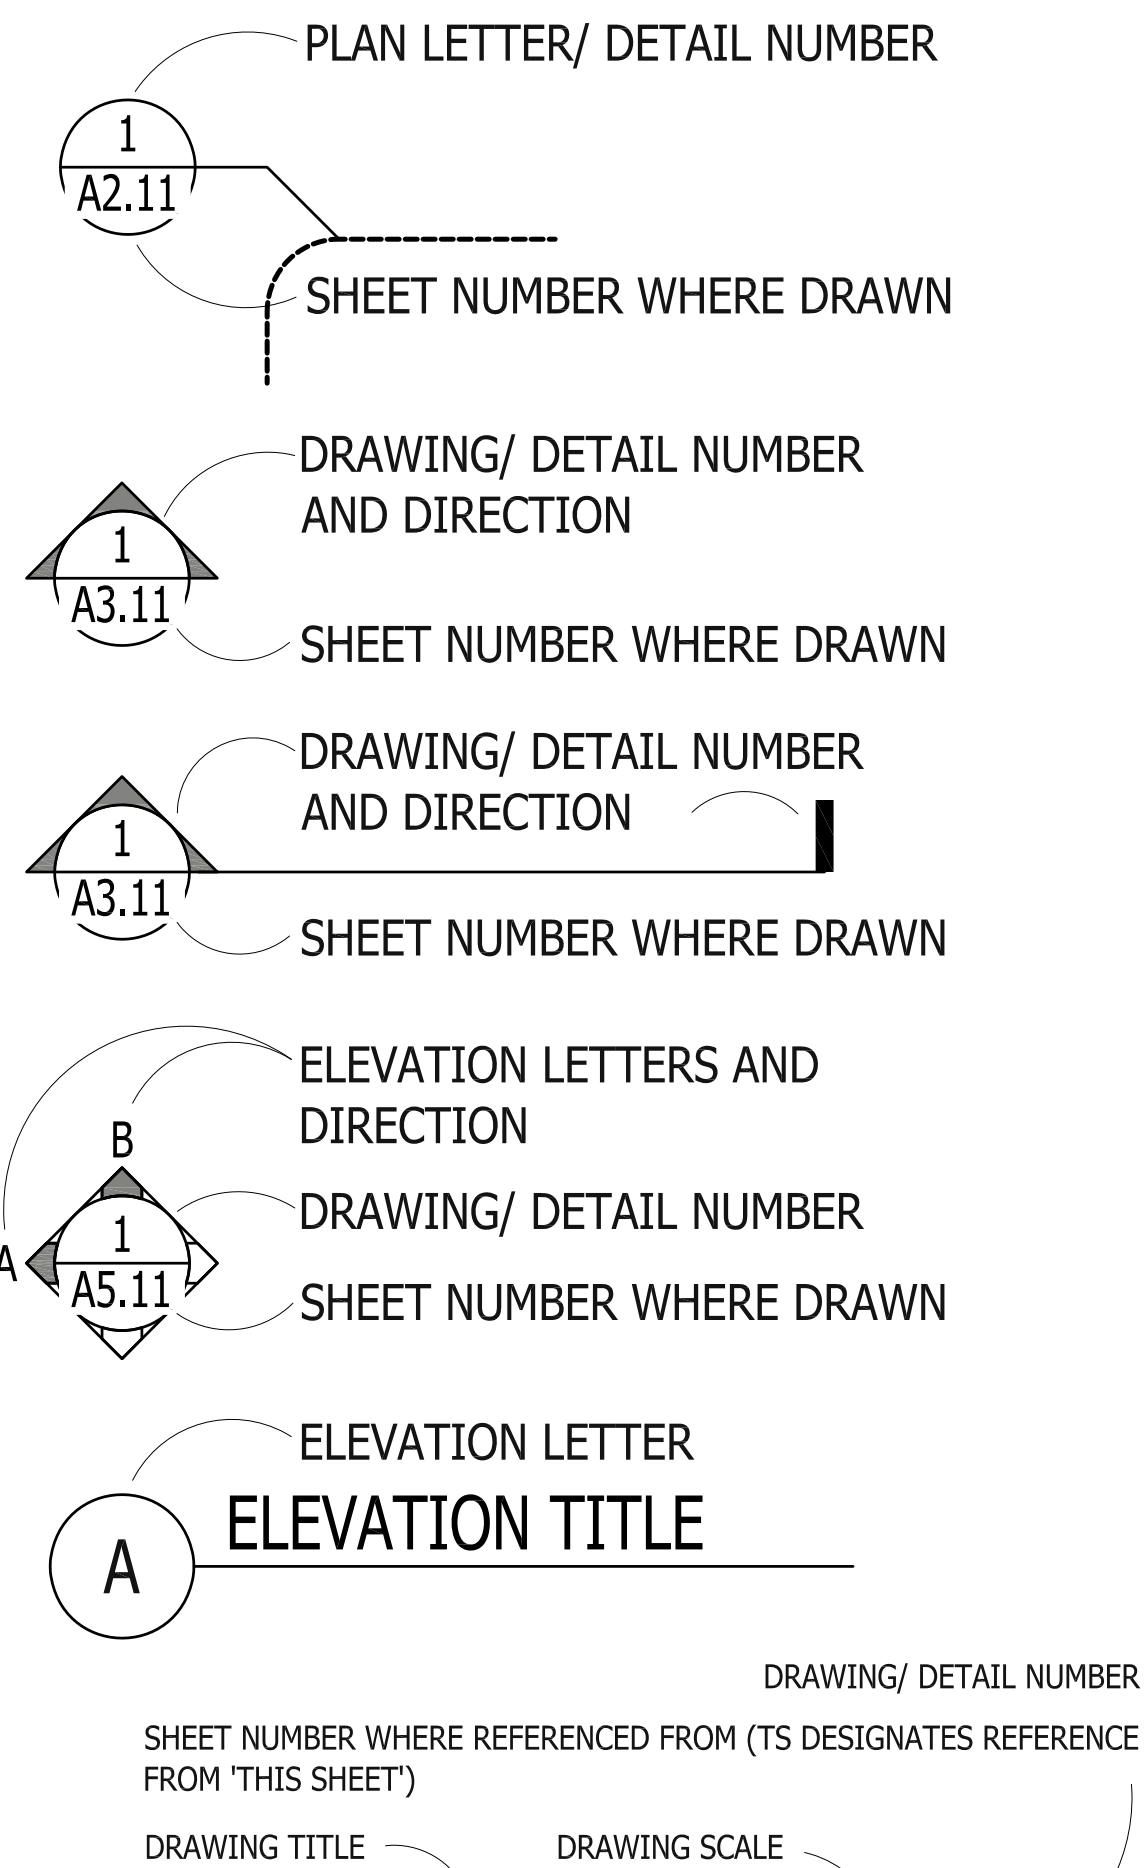 PLAN LETTER/ DETAIL NUMBER
1
A2.11
SHEET NUMBER WHERE DRAWN
DRAWING/ DETAIL NUMBER
AND DIRECTION
1
A3.11
SHEET NUMBER WHERE DRAWN
DRAWING/ DETAIL NUMBER
AND DIRECTION
1
A3.11
SHEET NUMBER WHERE DRAWN
ELEVATION LETTERS AND
DIRECTION
B
DRAWING/ DETAIL NUMBER
1
A
A5.11
SHEET NUMBER WHERE DRAWN
ELEVATION LETTER
ELEVATION TITLE
A
DRAWING/ DETAIL NUMBER
SHEET NUMBER WHERE REFERENCED FROM (TS DESIGNATES REFERENCE
FROM 'THIS SHEET')
DRAWING TITLE
DRAWING SCALE